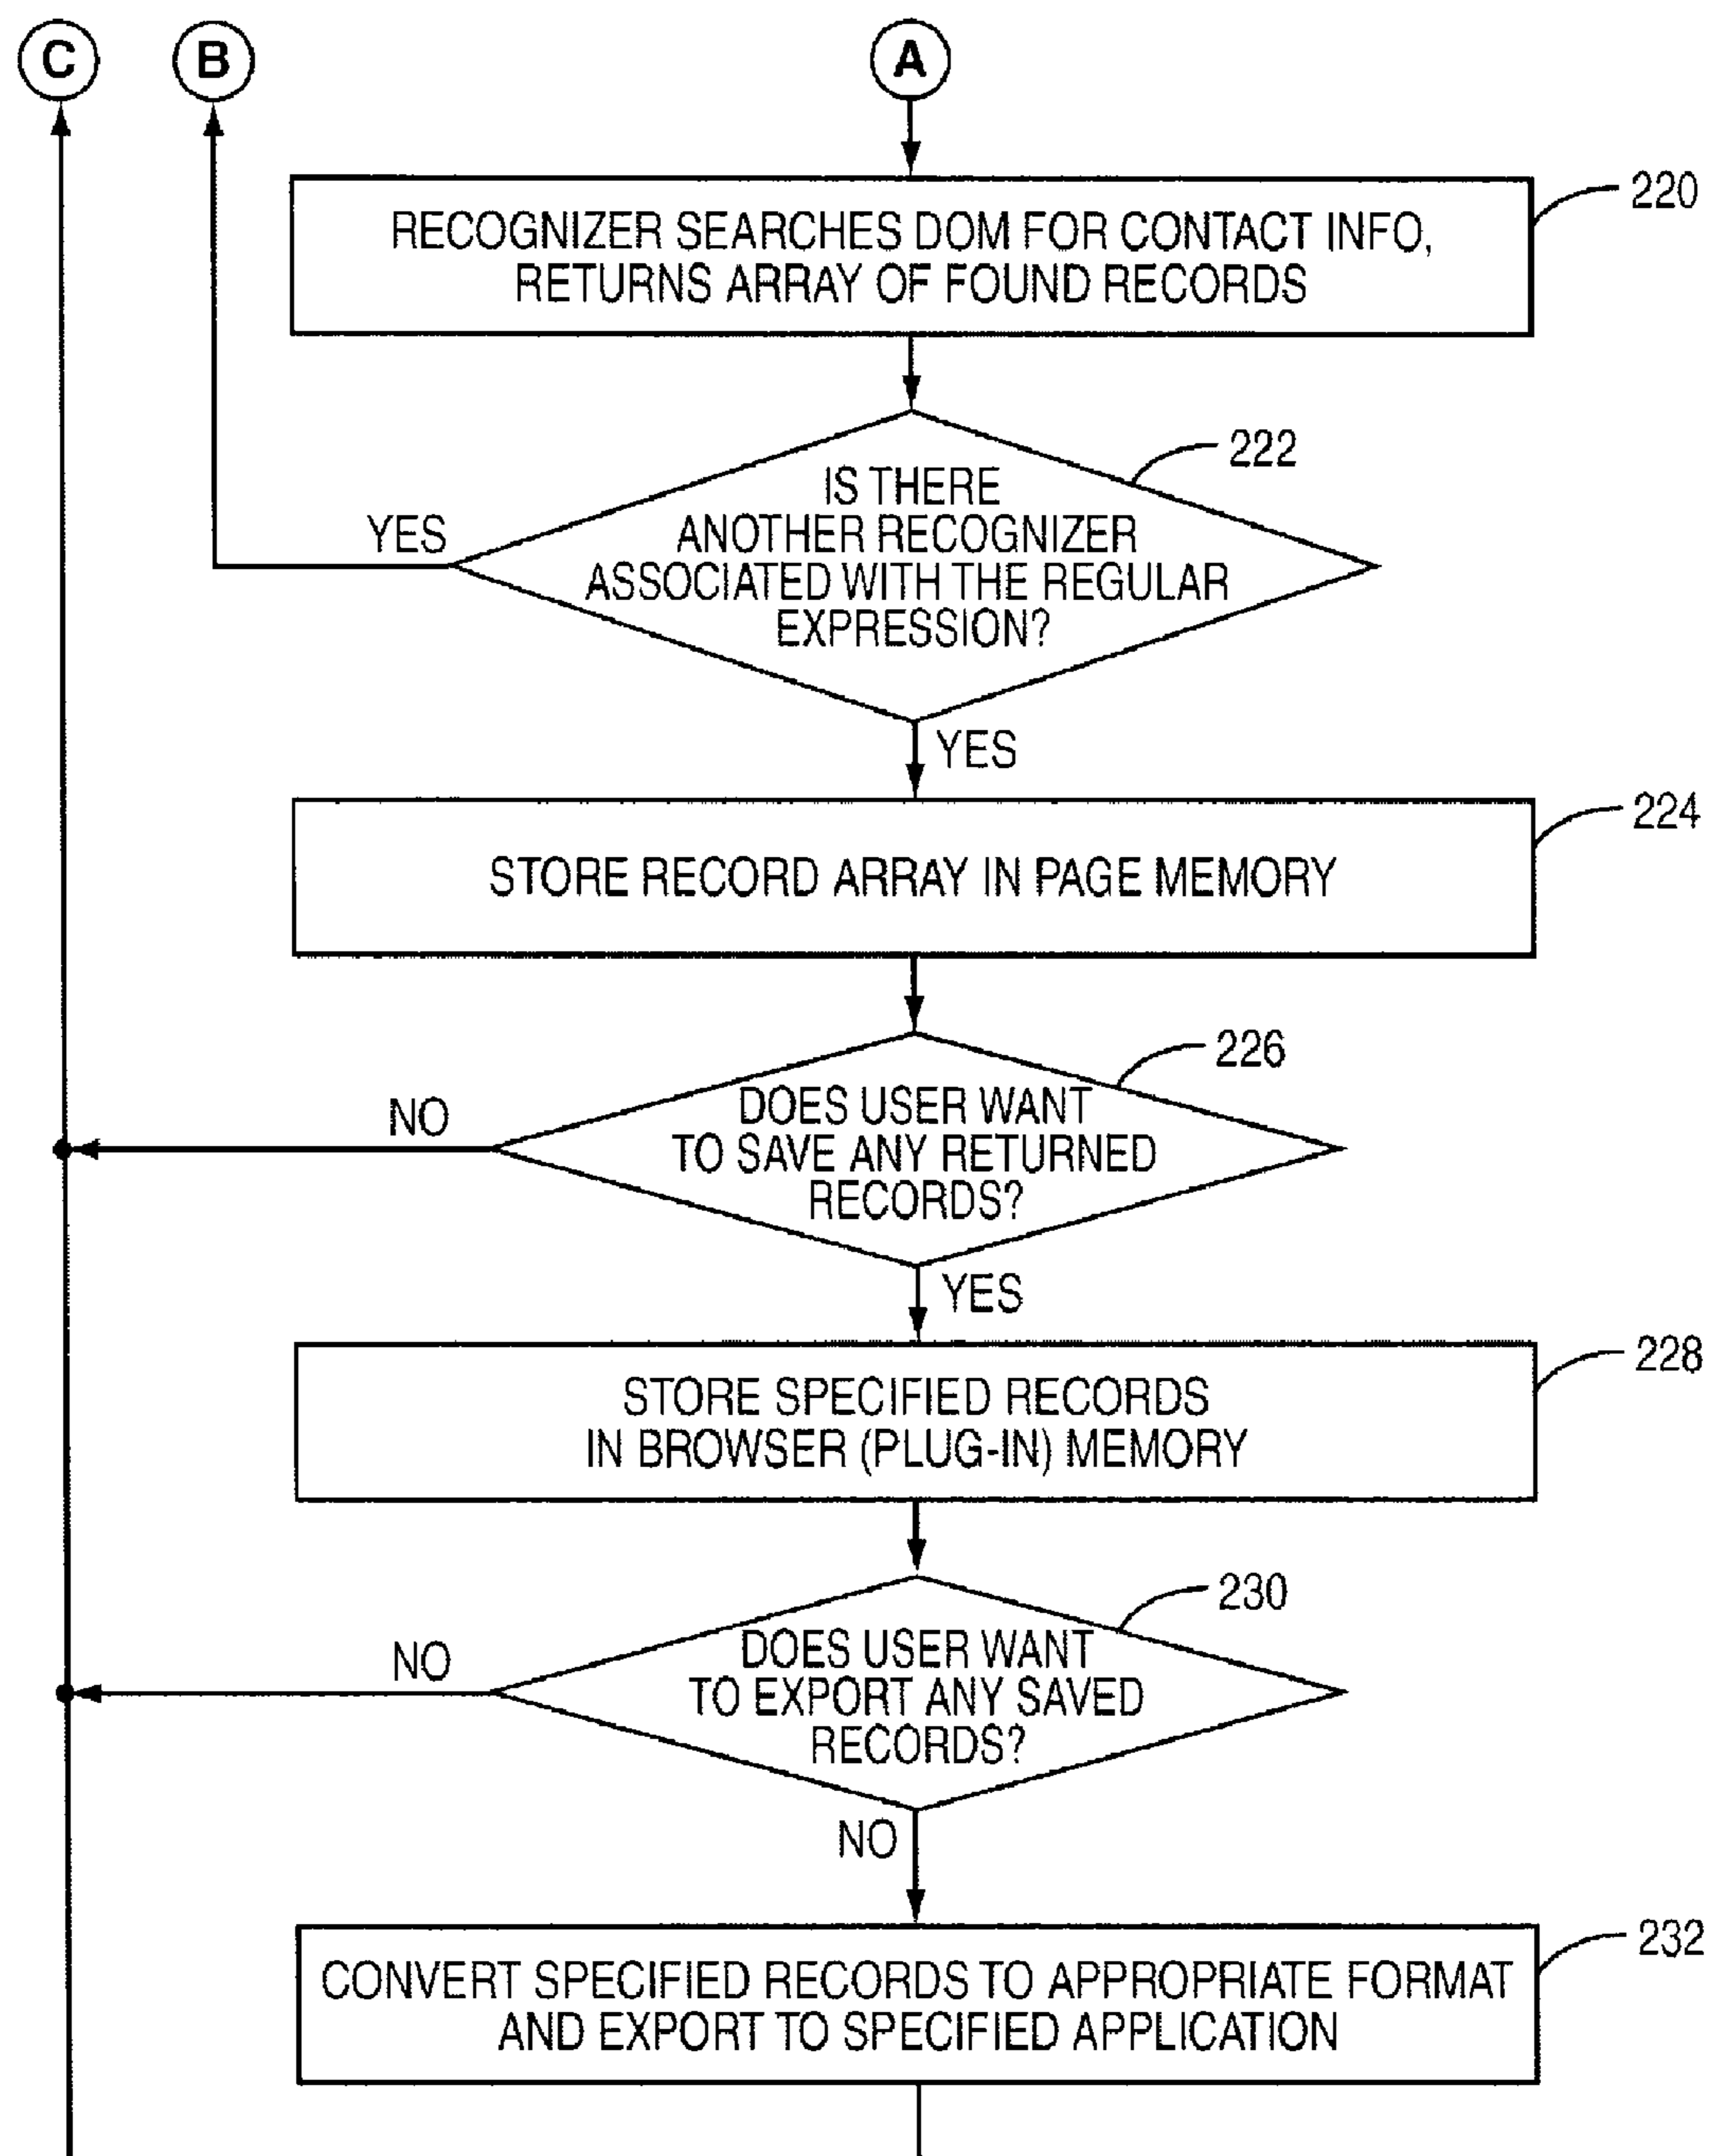 C
B
A
220
RECOGNIZER SEARCHES DOM FOR CONTACT INFO,
RETURNS ARRAY OF FOUND RECORDS
222
IS THERE
ANOTHER RECOGNIZER
ASSOCIATED WITH THE REGULAR
EXPRESSION?
YES
YES
224
STORE RECORD ARRAY IN PAGE MEMORY
226
DOES USER WANT
TO SAVE ANY RETURNED
RECORDS?
NO
YES
228
STORE SPECIFIED RECORDS
IN BROWSER (PLUG-IN) MEMORY
230
DOES USER WANT
TO EXPORT ANY SAVED
RECORDS?
NO
NO
232
CONVERT SPECIFIED RECORDS TO APPROPRIATE FORMAT
AND EXPORT TO SPECIFIED APPLICATION